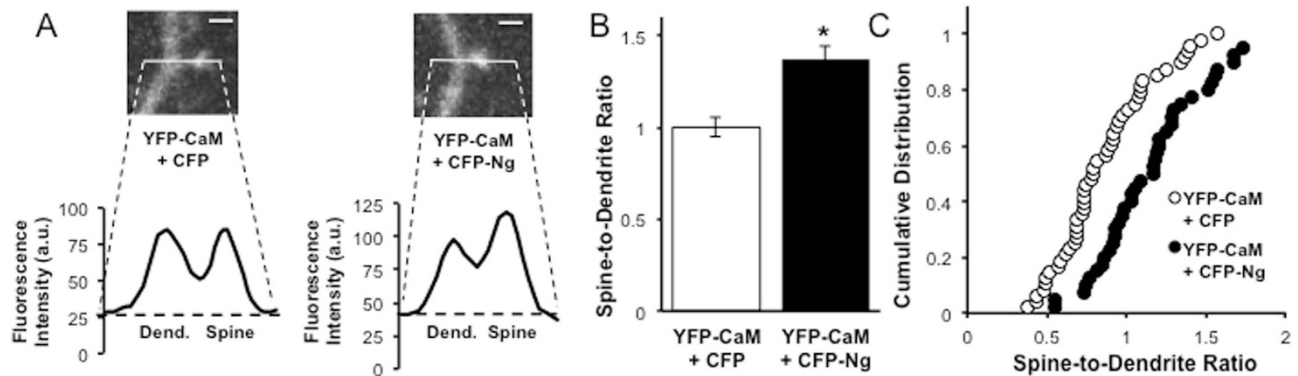 A
YFP-CaM
+ CFP
Fluorescence
Intensity (a.u.)
100
75
50
25
0
Dend. Spine
YFP-CaM
+ CFP-Ng
Fluorescence
Intensity (a.u.)
125
100
75
50
25
0
Dend. Spine
B
Spine-to-Dendrite Ratio
1.5
1
0.5
0
*
YFP-CaM
+ CFP
YFP-CaM
+ CFP-Ng
C
Cumulative Distribution
1
0.8
0.6
0.4
0.2
0
YFP-CaM
+ CFP
YFP-CaM
+ CFP-Ng
0.5 1 1.5 2
Spine-to-Dendrite Ratio